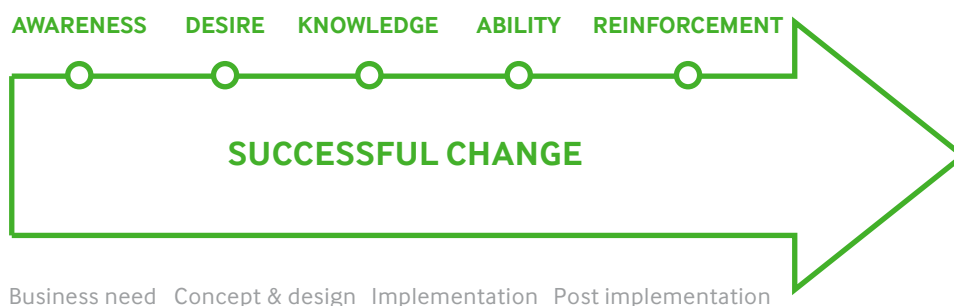 AWARENESS DESIRE KNOWLEDGE ABILITY REINFORCEMENT
SUCCESSFUL CHANGE
Business need Concept & design Implementation Post implementation